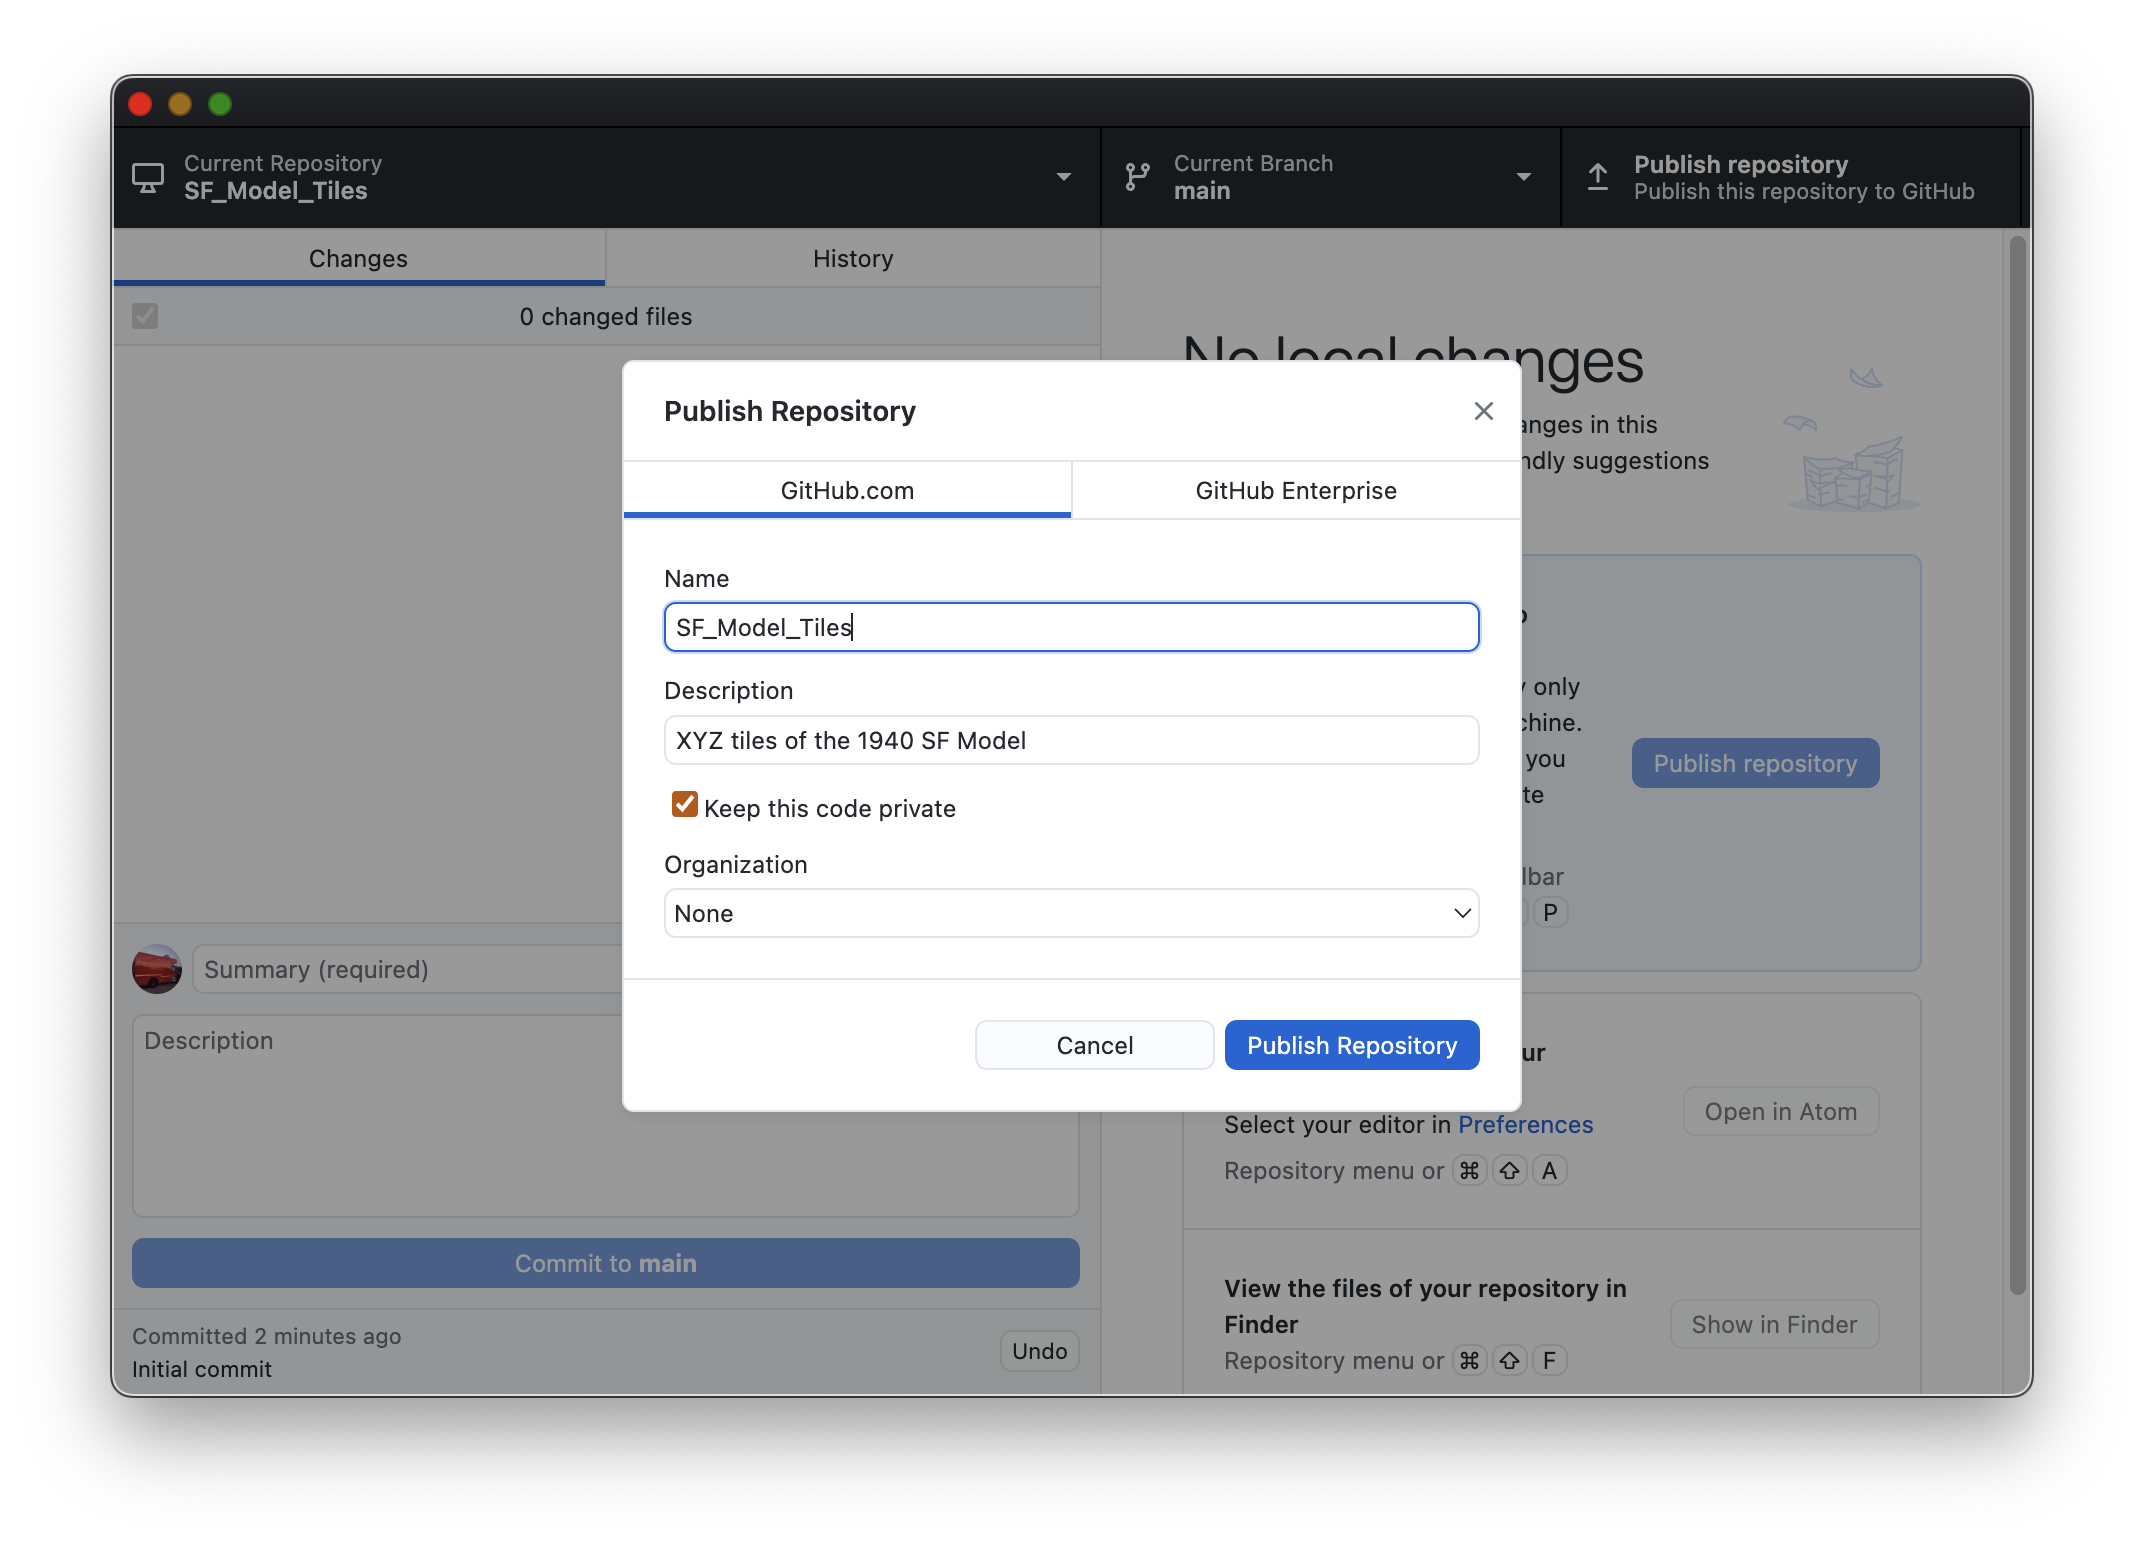 Current Repository
SF_Model_Tiles
Current Branch
main
Publish repository
Publish this repository to GitHub
Changes
History
0 changed files
No local changes
anges in this
ndly suggestions
Publish Repository
GitHub.com
GitHub Enterprise
Name
SF_Model_Tiles
Description
XYZ tiles of the 1940 SF Model
Keep this code private
Organization
None
Cancel
Publish Repository
only
chine.
you
te
Publish repository
lbar
P
Summary (required)
Description
Commit to main
Committed 2 minutes ago
Initial commit
Undo
ur
Select your editor in Preferences
Repository menu or ⌘ ⇧ A
Open in Atom
View the files of your repository in
Finder
Repository menu or ⌘ ⇧ F
Show in Finder